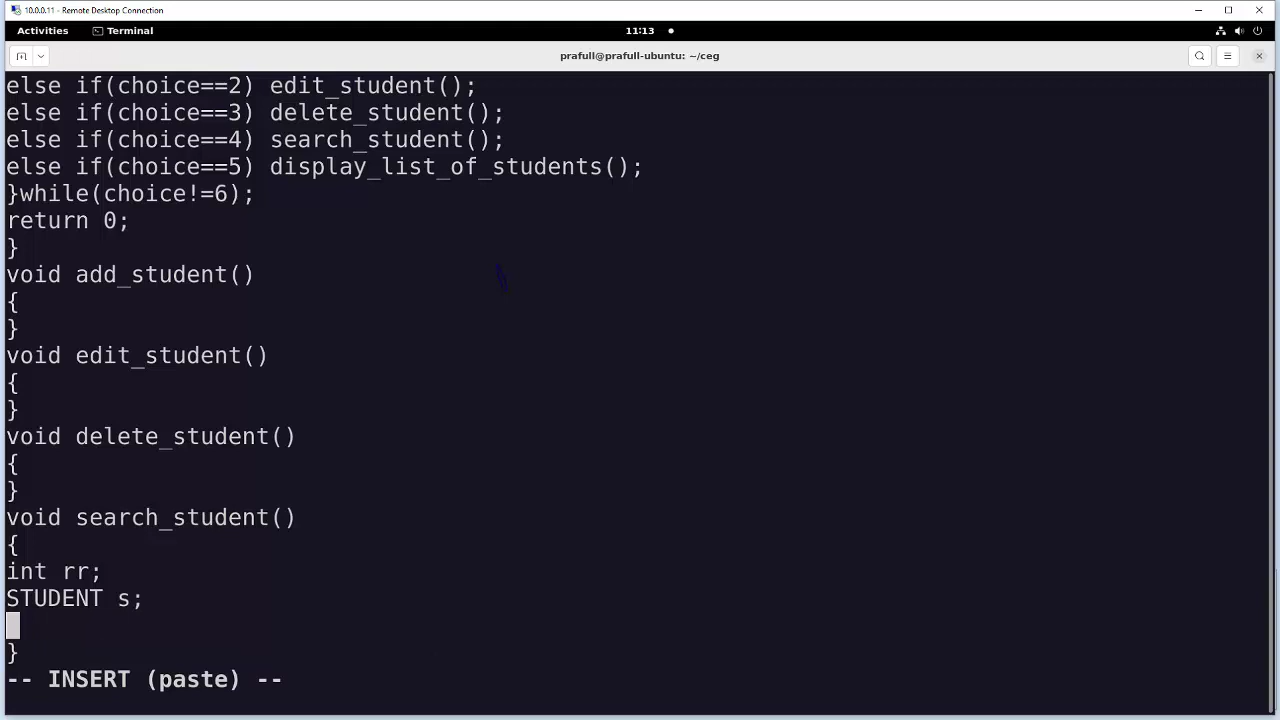 10.0.0.11 - Remote Desktop Connection
Activities Terminal 11:13
prafull@prafull-ubuntu: ~/ceg
else if(choice==2) edit_student();
else if(choice==3) delete_student();
else if(choice==4) search_student();
else if(choice==5) display_list_of_students();
}while(choice!=6);
return 0;
}
void add_student()
{
}
void edit_student()
{
}
void delete_student()
{
}
void search_student()
{
int rr;
STUDENT s;
}
-- INSERT (paste) --